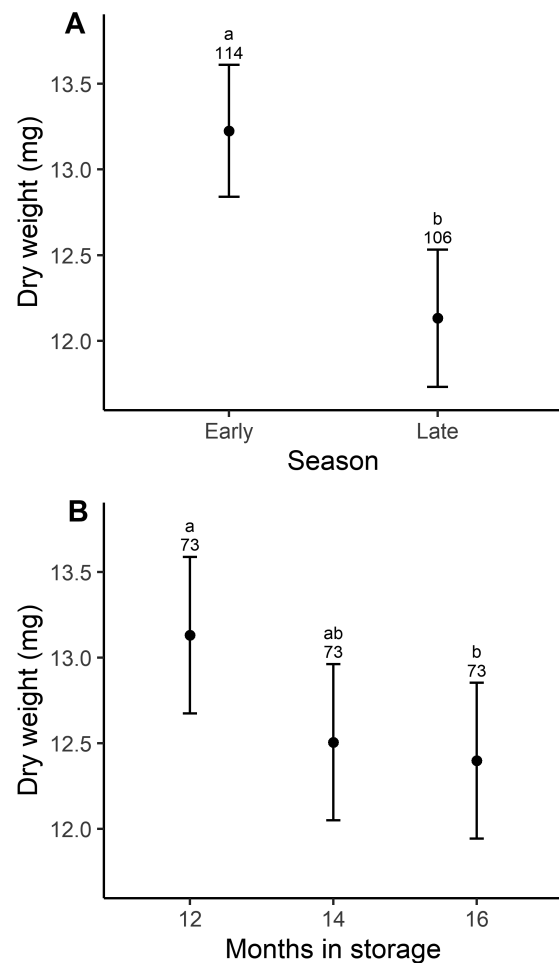 A
a
114
b
106
13.5
13.0
12.5
12.0
Dry weight (mg)
Early Late
Season
B
a
73
ab
73
b
73
13.5
13.0
12.5
12.0
Dry weight (mg)
12 14 16
Months in storage